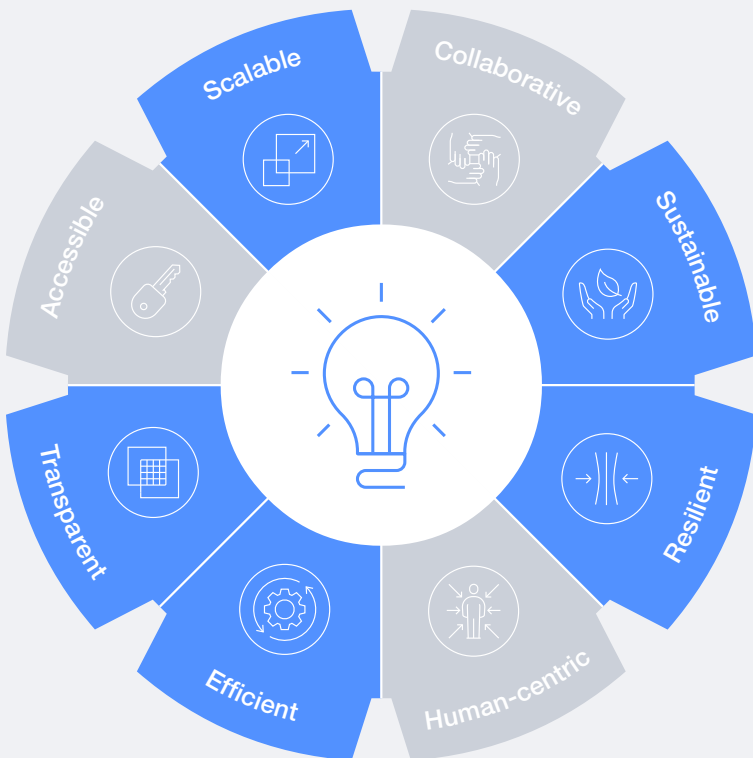 Scalable
Collaborative
Sustainable
Resilient
Human-centric
Efficient
Transparent
Accessible